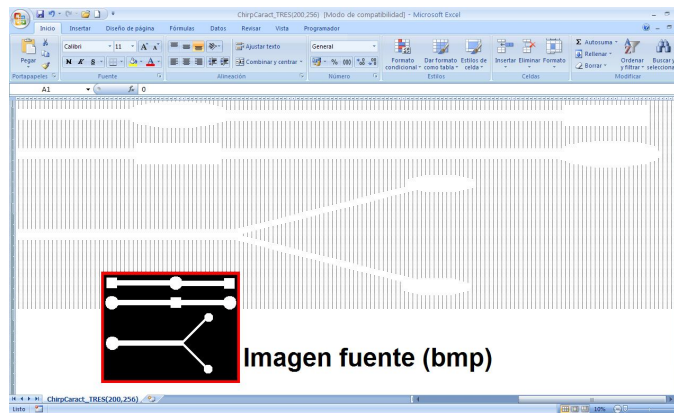 ChirpCaract_TRES(200,256) [Modo de compatibilidad] - Microsoft Excel
Inicio Insertar Diseño de página Fórmulas Datos Revisar Vista Programador
Pegar
Calibri 11 A A
Ajustar texto
General
N K S
Combinar y centrar
% 000
Formato condicional
Dar formato como tabla
Estilos de celda
Insertar Eliminar Formato
Σ Autosuma
Rellenar
Borrar
Ordenar y filtrar
Buscar y
Portapapeles Fuente Alineación Número Estilos Celdas Modificar
A1 fx 0
Imagen fuente (bmp)
ChirpCaract_TRES(200,256)
Listo 10%